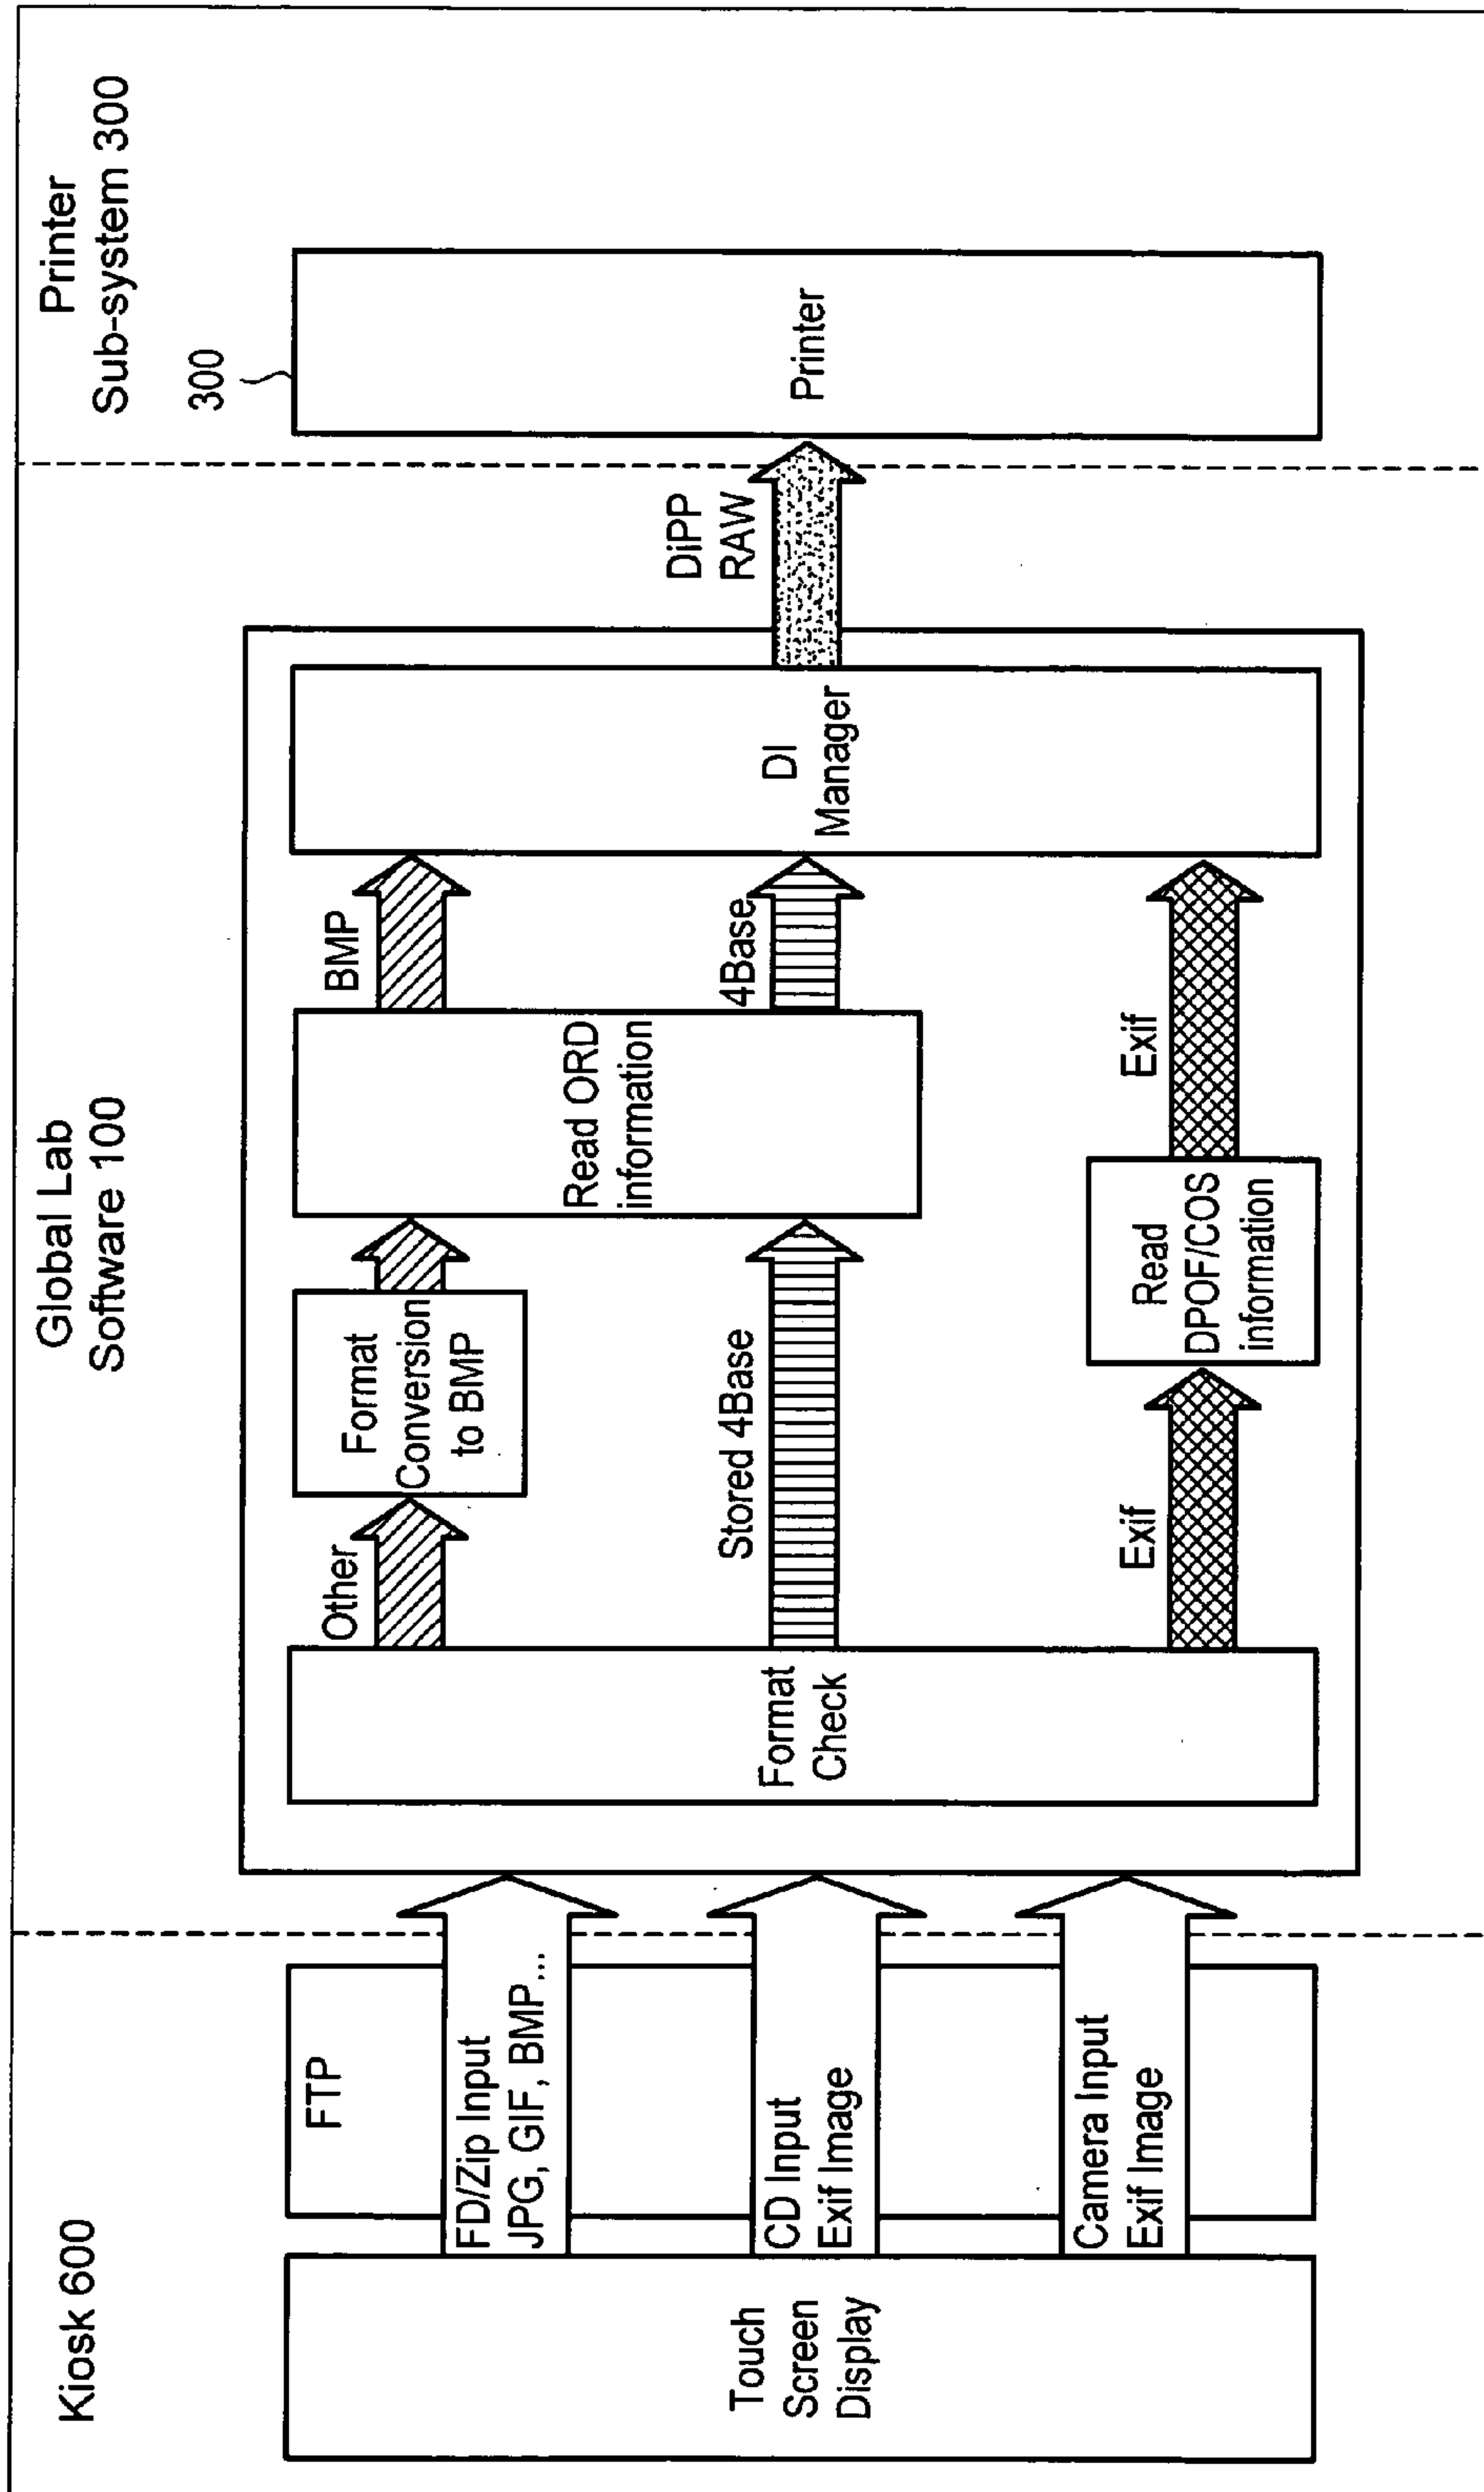 Kiosk 600
Touch
Screen
Display
FTP
FD/Zip Input
JPG, GIF, BMP...
CD Input
Exif Image
Camera Input
Exif Image
Global Lab
Software 100
Format
Check
Other
Format
Conversion
to BMP
Stored 4Base
Exif
Read ORD
information
Read
DPOF/COS
information
BMP
4Base
Exif
DI
Manager
DiPP
RAW
Printer
Sub-system 300
300
Printer